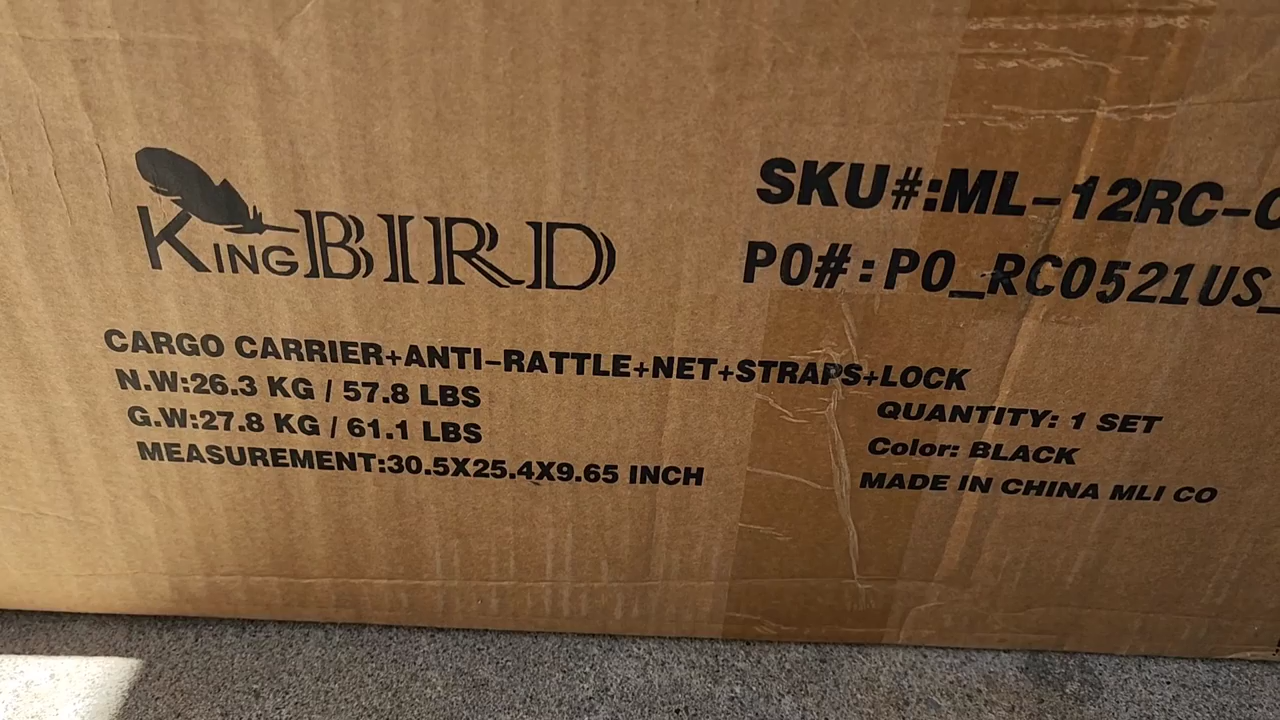 KINGBIRD
SKU#:ML-12RC-
PO#:PO_RC0521US_
CARGO CARRIER+ANTI-RATTLE+NET+STRAPS+LOCK
N.W:26.3 KG / 57.8 LBS
G.W:27.8 KG / 61.1 LBS
MEASUREMENT:30.5X25.4X9.65 INCH
QUANTITY: 1 SET
Color: BLACK
MADE IN CHINA MLI CO